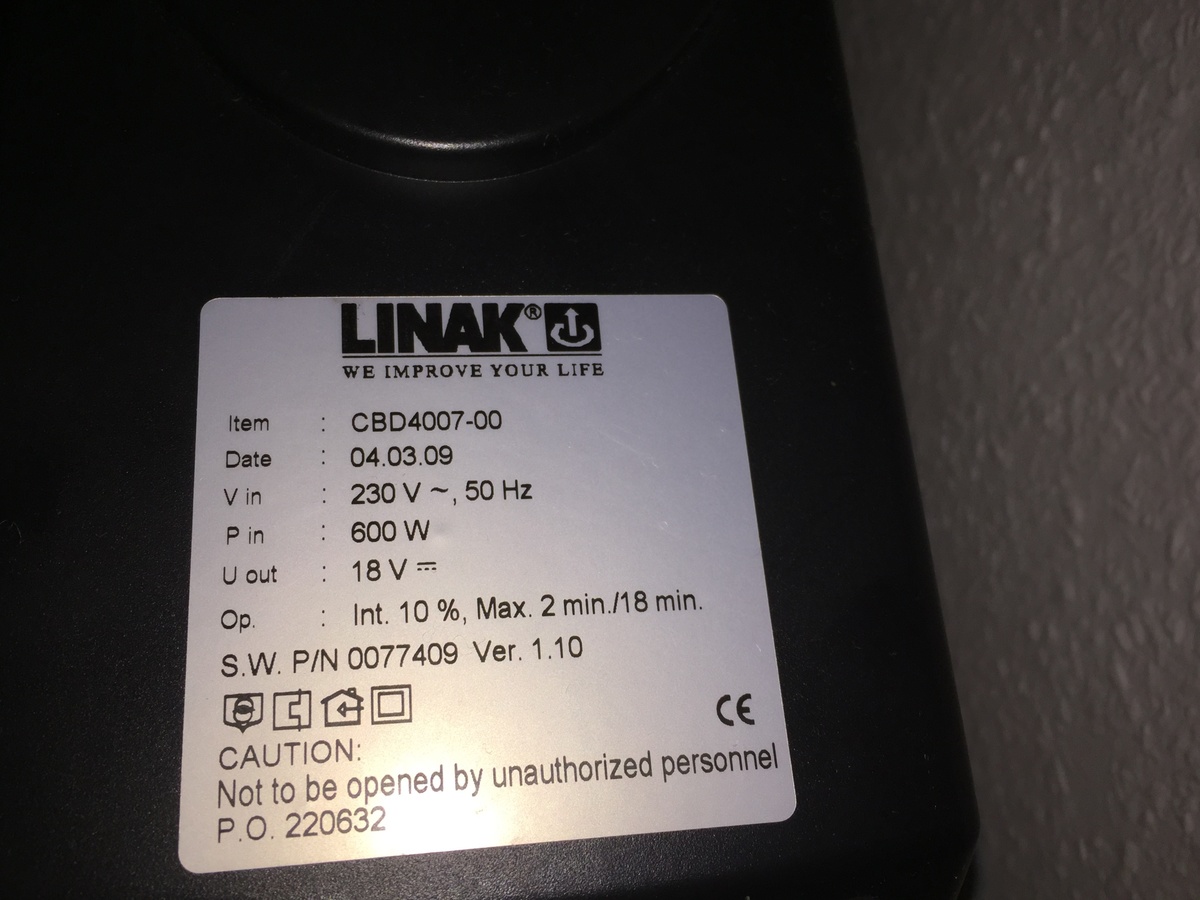 LINAK®
WE IMPROVE YOUR LIFE
Item : CBD4007-00
Date : 04.03.09
V in : 230 V ~, 50 Hz
P in : 600 W
U out : 18 V ⎓
Op. : Int. 10 %, Max. 2 min./18 min.
S.W. P/N 0077409 Ver. 1.10
CE
CAUTION:
Not to be opened by unauthorized personnel
P.O. 220632